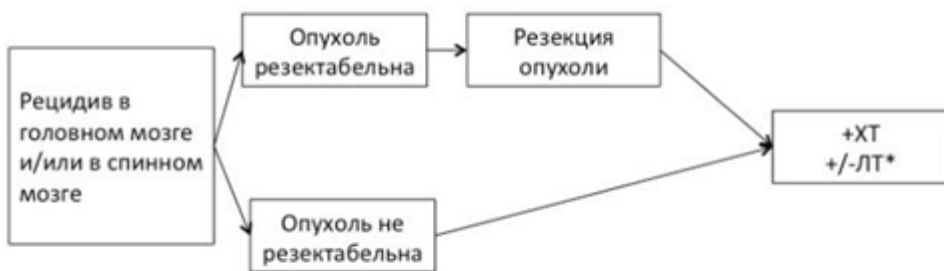 Рецидив в
головном мозге
и/или в спинном
мозге
Опухоль
резектабельна
Резекция
опухоли
Опухоль не
резектабельна
+ХТ
+/-ЛТ*